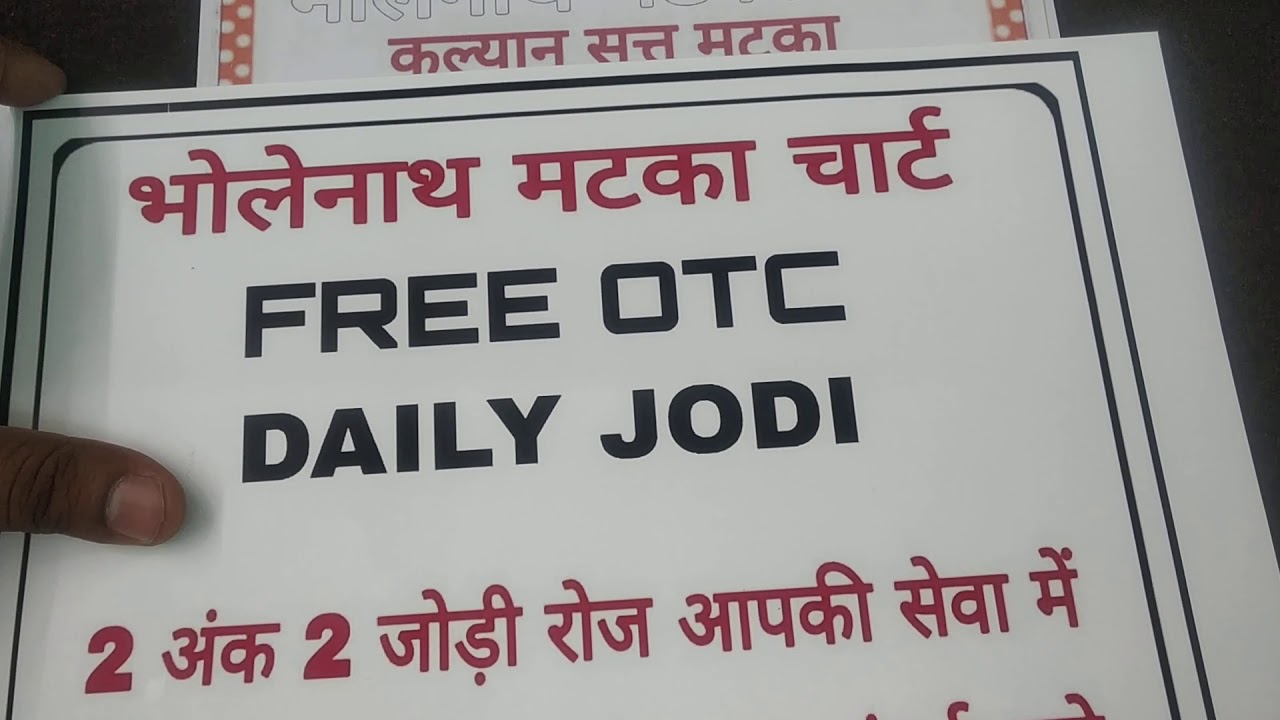 कल्यान सत्त मटका
भोलेनाथ मटका चार्ट
FREE OTC
DAILY JODI
2 अंक 2 जोड़ी रोज आपकी सेवा में